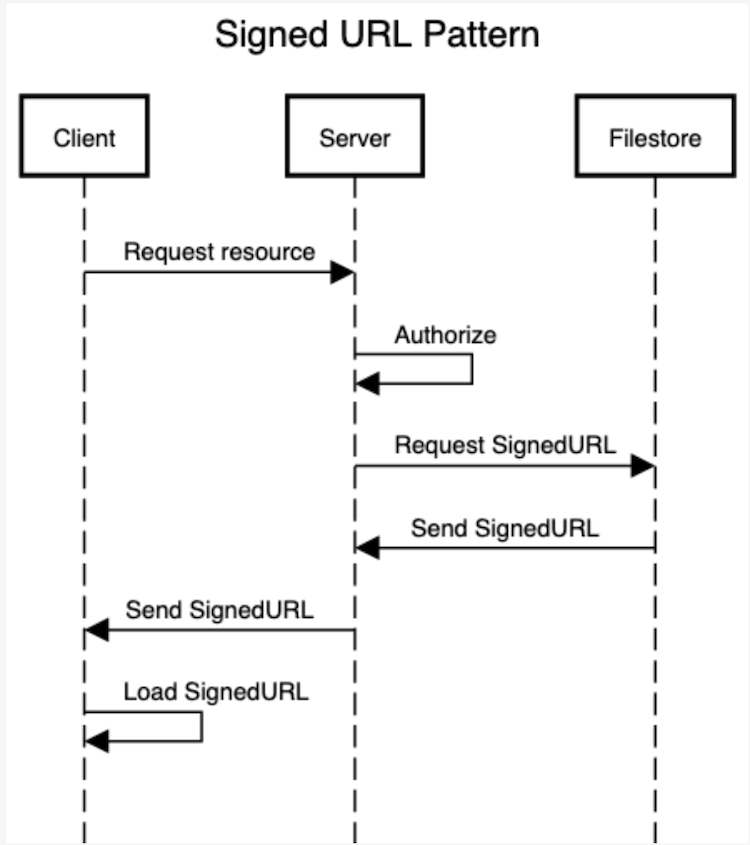 Signed URL Pattern
Client
Server
Filestore
Request resource
Authorize
Request SignedURL
Send SignedURL
Send SignedURL
Load SignedURL